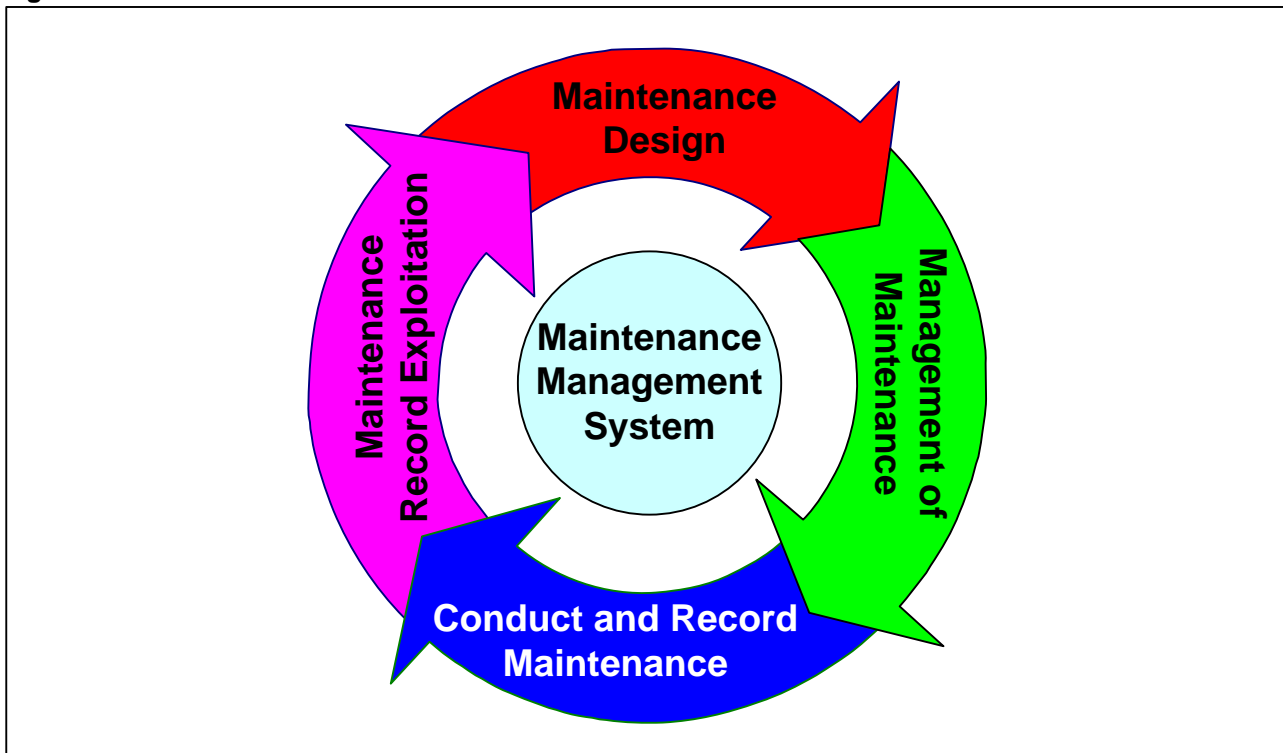 Maintenance
Design
Management of
Maintenance
Conduct and Record
Maintenance
Maintenance
Record Exploitation
Maintenance
Management
System